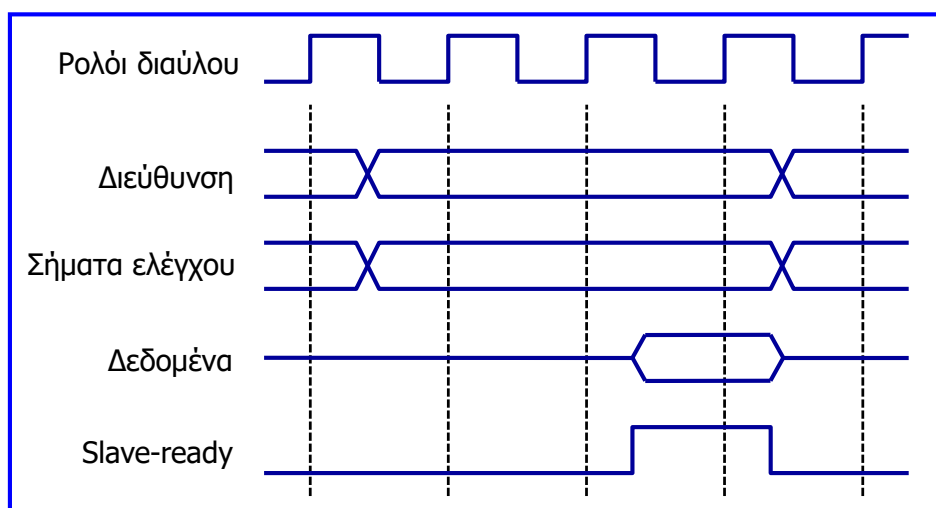 Ρολόι διαύλου
Διεύθυνση
Σήματα ελέγχου
Δεδομένα
Slave-ready